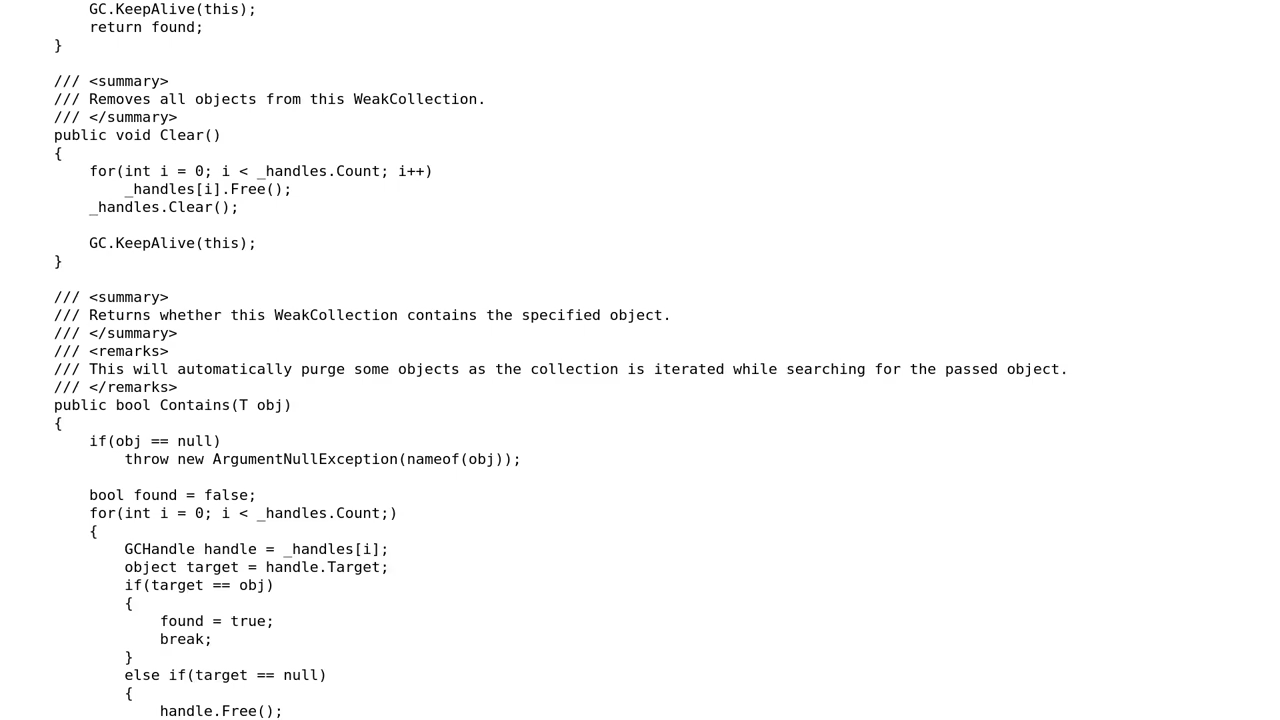 GC.KeepAlive(this);
return found;
}
/// <summary>
/// Removes all objects from this WeakCollection.
/// </summary>
public void Clear()
{
for(int i = 0; i < _handles.Count; i++)
_handles[i].Free();
_handles.Clear();
GC.KeepAlive(this);
}
/// <summary>
/// Returns whether this WeakCollection contains the specified object.
/// </summary>
/// <remarks>
/// This will automatically purge some objects as the collection is iterated while searching for the passed object.
/// </remarks>
public bool Contains(T obj)
{
if(obj == null)
throw new ArgumentNullException(nameof(obj));
bool found = false;
for(int i = 0; i < _handles.Count;)
{
GCHandle handle = _handles[i];
object target = handle.Target;
if(target == obj)
{
found = true;
break;
}
else if(target == null)
{
handle.Free();